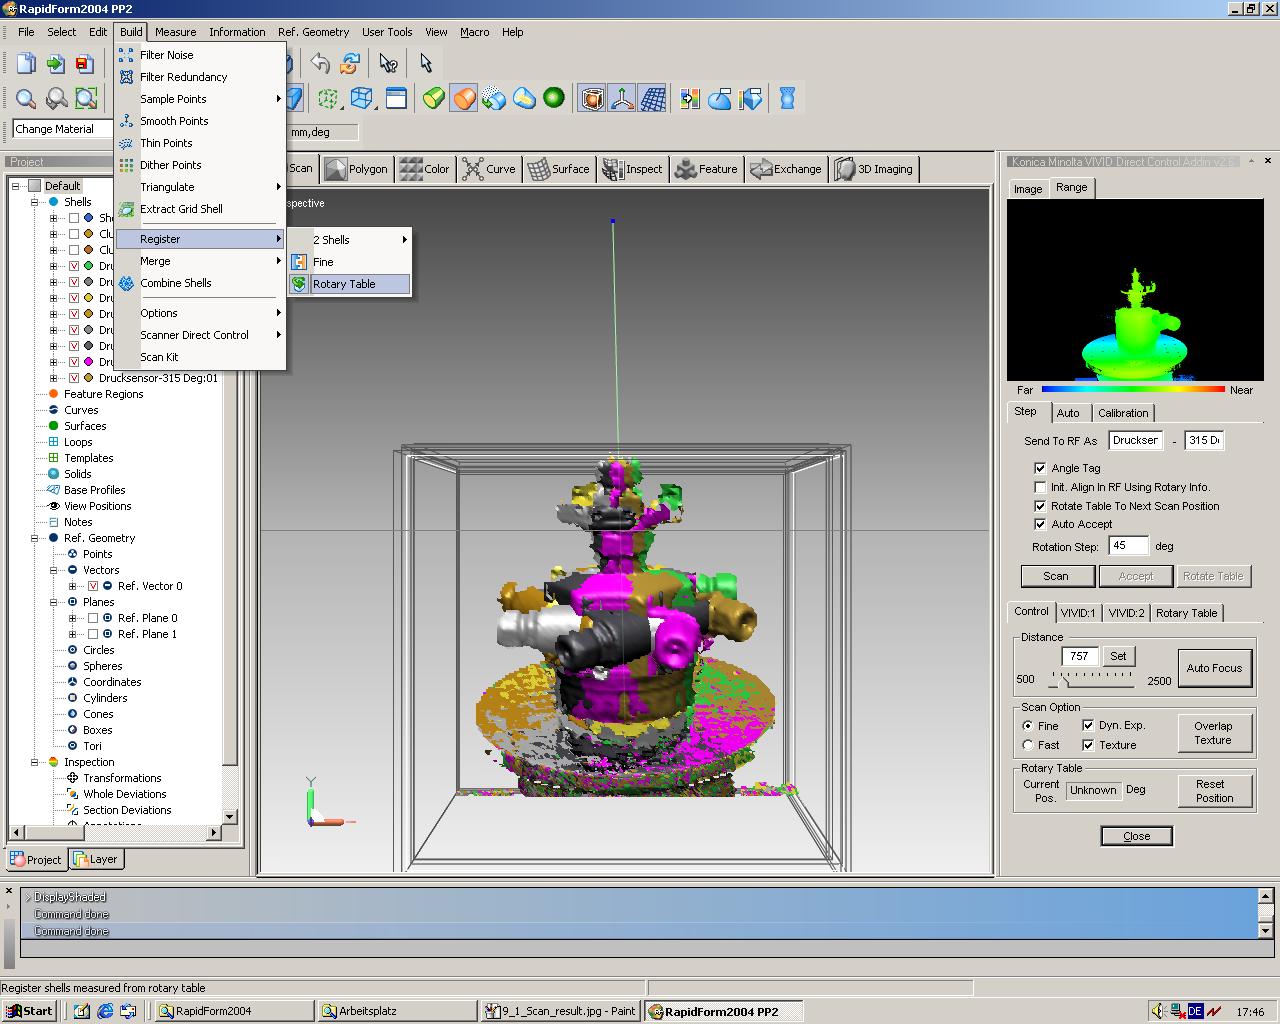 RapidForm2004 PP2
File Select Edit Build Measure Information Ref. Geometry User Tools View Macro Help
Filter Noise
Filter Redundancy
Sample Points
Smooth Points
Thin Points
Dither Points
Triangulate
Extract Grid Shell
Register
Merge
Combine Shells
Options
Scanner Direct Control
Scan Kit
2 Shells
Fine
Rotary Table
Change Material
mm,deg
Scan Polygon Color Curve Surface Inspect Feature Exchange 3D Imaging
Project
Default
Shells
She
Clu
Clu
Dru
Dru
Dru
Dru
Dru
Dru
Dru
Drucksensor-315 Deg:01
Feature Regions
Curves
Surfaces
Loops
Templates
Solids
Base Profiles
View Positions
Notes
Ref. Geometry
Points
Vectors
Ref. Vector 0
Planes
Ref. Plane 0
Ref. Plane 1
Circles
Spheres
Coordinates
Cylinders
Cones
Boxes
Tori
Inspection
Transformations
Whole Deviations
Section Deviations
Project Layer
spective
Y
Konica Minolta VIVID Direct Control Addin v2.6
Image Range
Far Near
Step Auto Calibration
Send To RF As Druckser - 315 D
Angle Tag
Init. Align In RF Using Rotary Info.
Rotate Table To Next Scan Position
Auto Accept
Rotation Step: 45 deg
Scan Accept Rotate Table
Control VIVID:1 VIVID:2 Rotary Table
Distance
757 Set
500 2500
Auto Focus
Scan Option
Fine Dyn. Exp.
Fast Texture
Overlap Texture
Rotary Table
Current Pos. Unknown Deg
Reset Position
Close
> DisplayShaded
Command done
Command done
Register shells measured from rotary table
Start RapidForm2004 Arbeitsplatz 9_1_Scan_result.jpg - Paint RapidForm2004 PP2 DE 17:46